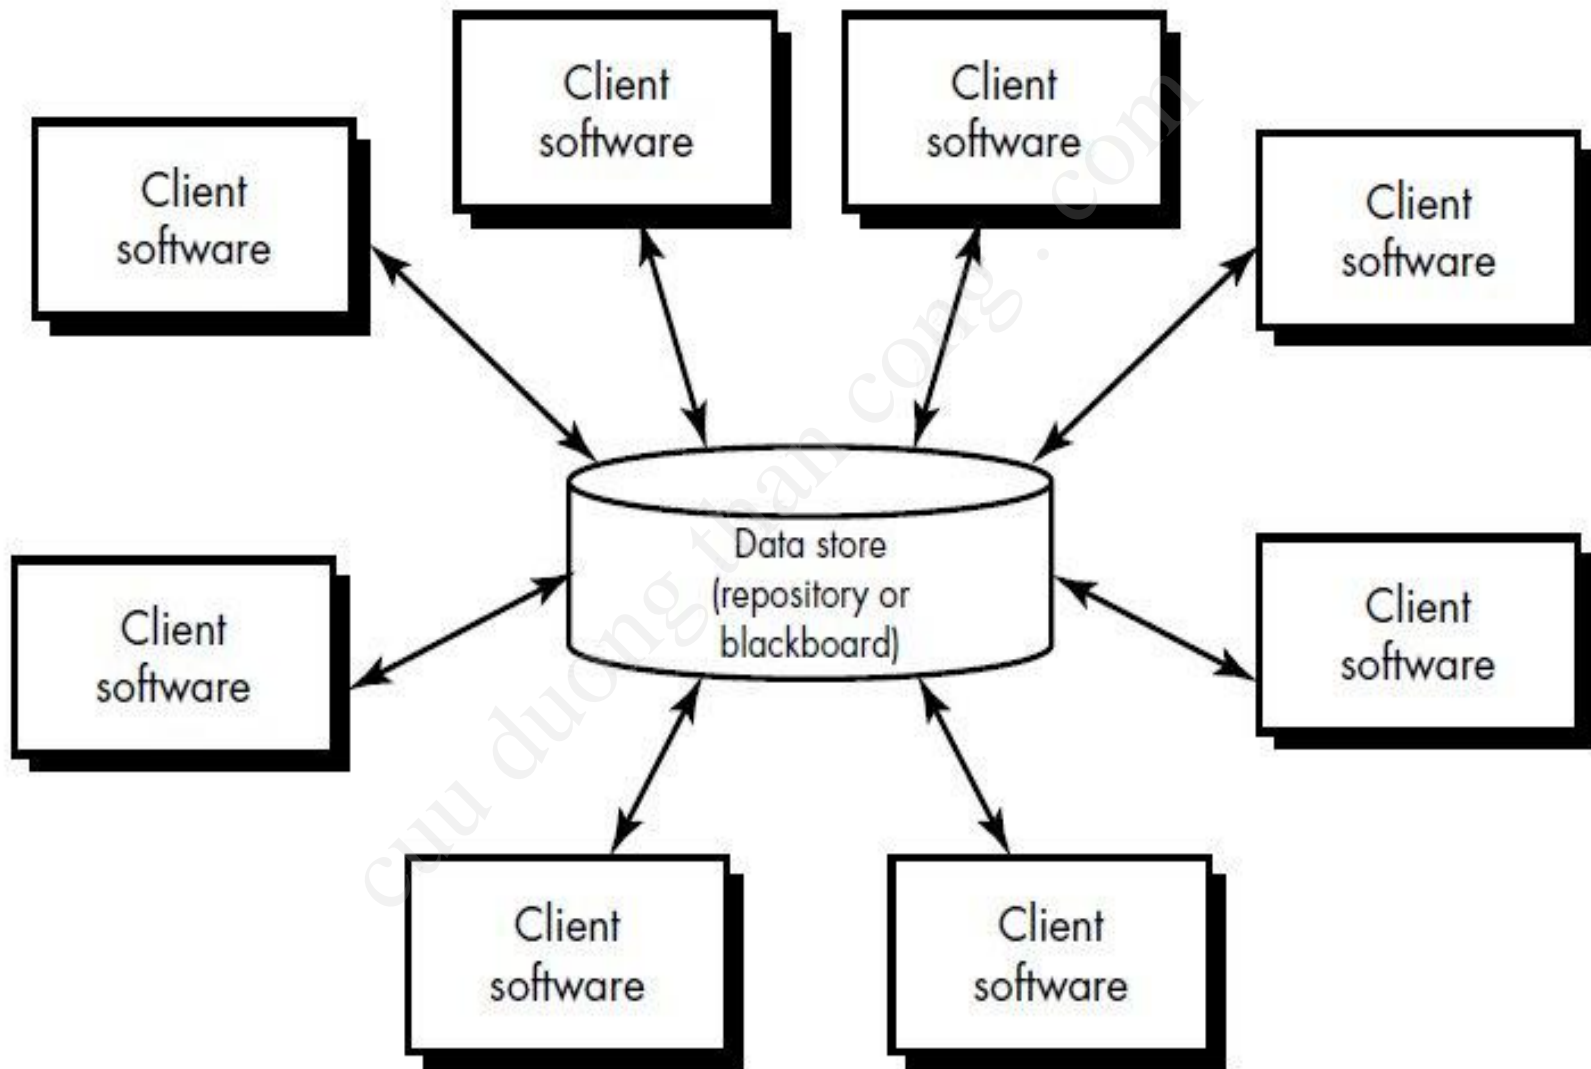 Client
software
Client
software
Client
software
Client
software
Client
software
Data store
(repository or
blackboard)
Client
software
Client
software
Client
software
cuu duong than cong . com